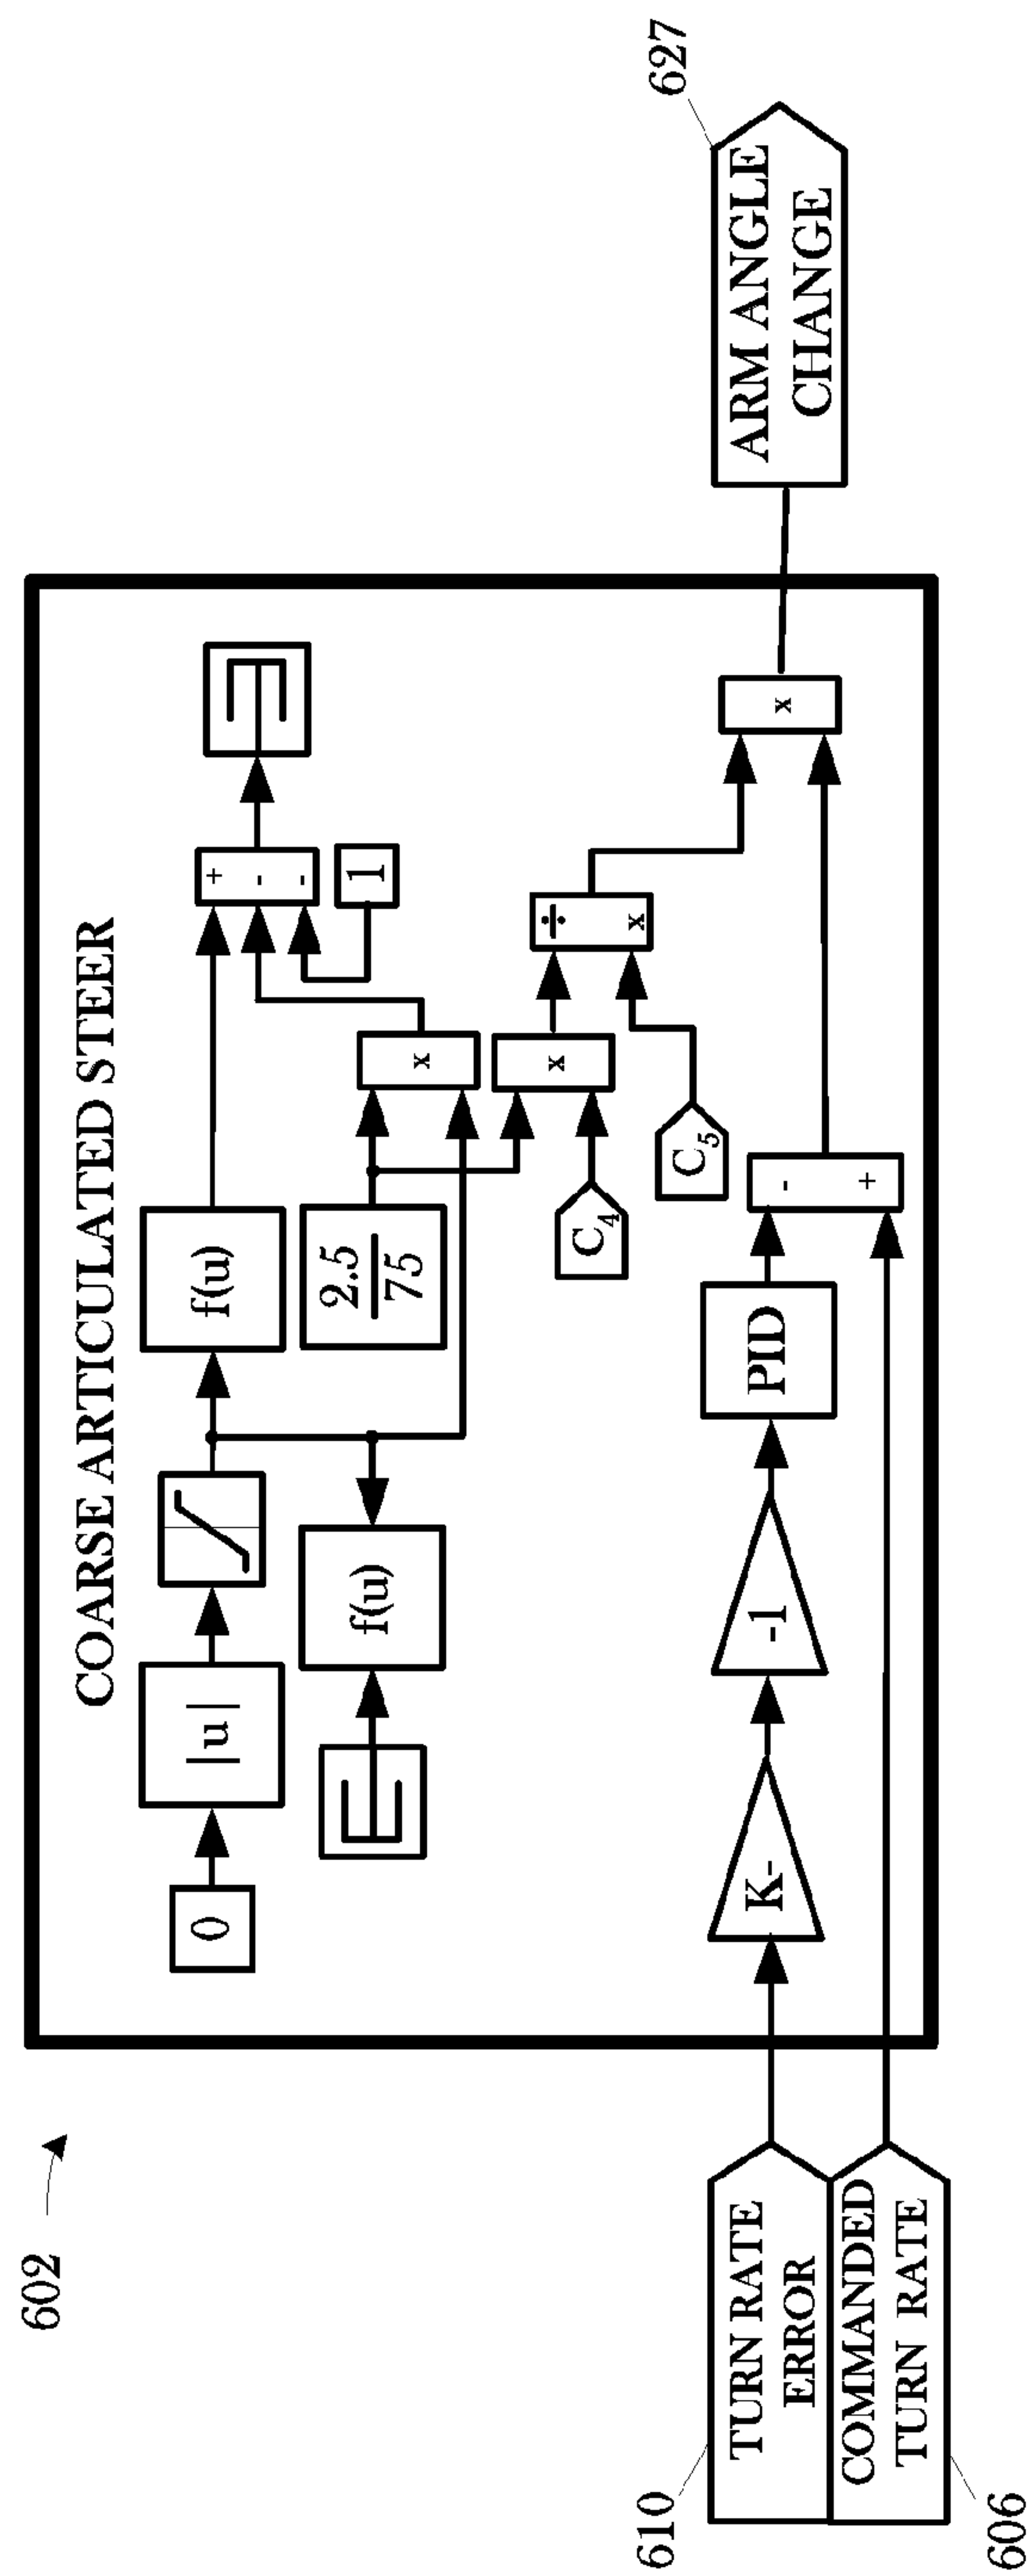 602
COARSE ARTICULATED STEER
0
|u|
f(u)
+
-
-
1
f(u)
2.5
75
x
x
C4
C5
÷
x
610
TURN RATE
ERROR
K-
-1
PID
-
+
x
ARM ANGLE
CHANGE
627
COMMANDED
TURN RATE
606